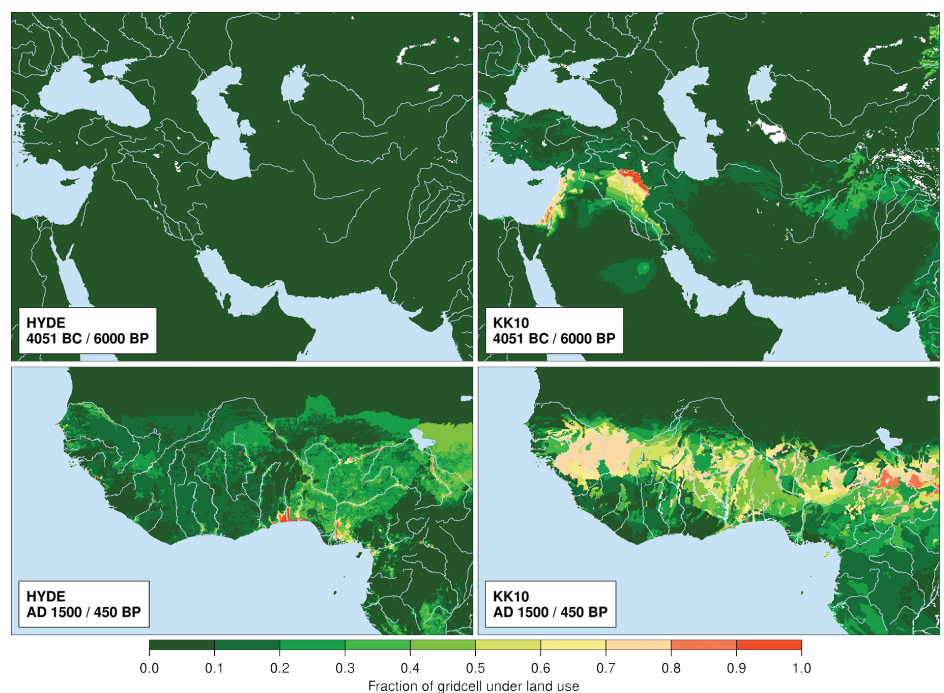 HYDE
4051 BC / 6000 BP
KK10
4051 BC / 6000 BP
HYDE
AD 1500 / 450 BP
KK10
AD 1500 / 450 BP
0.0 0.1 0.2 0.3 0.4 0.5 0.6 0.7 0.8 0.9 1.0
Fraction of gridcell under land use